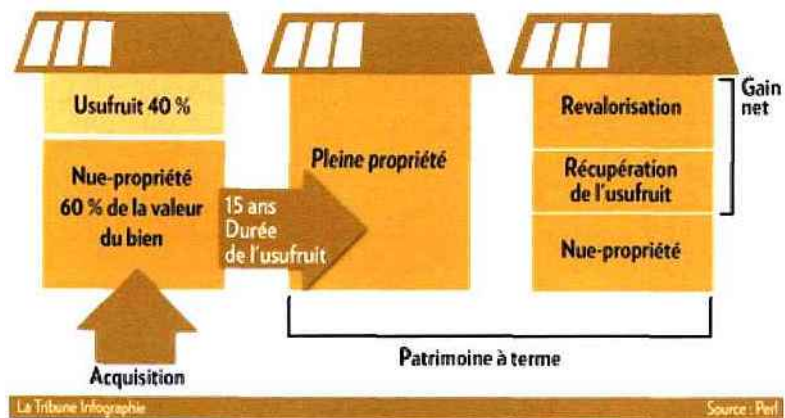 Usufruit 40 %
Nue-propriété
60 % de la valeur
du bien
Acquisition
15 ans
Durée
de l'usufruit
Pleine propriété
Revalorisation
Récupération
de l'usufruit
Nue-propriété
Gain
net
Patrimoine à terme
La Tribune Infographie
Source : Perl